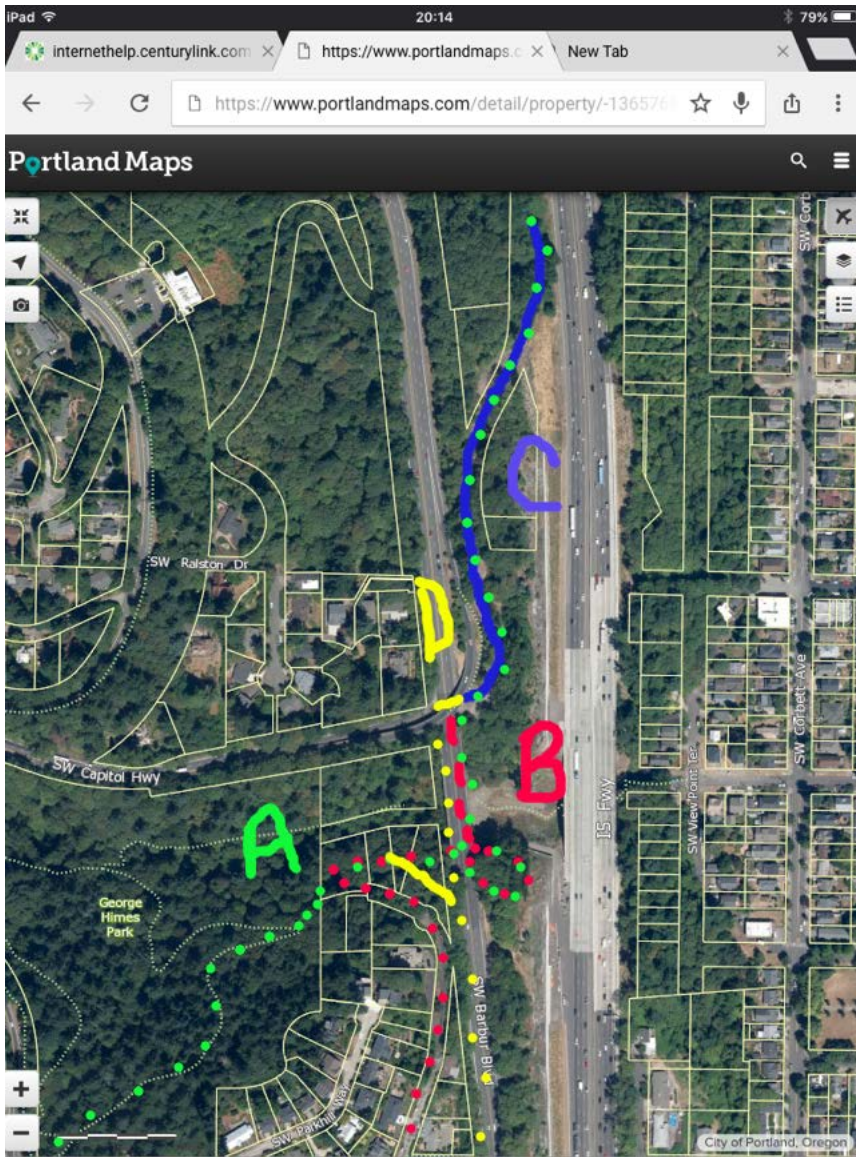 iPad 20:14 79%
internethelp.centurylink.com https://www.portlandmaps.c New Tab
https://www.portlandmaps.com/detail/property/-136576
Portland Maps
SW Corb
C
SW Ralston Dr
D
SW Capitol Hwy
B
SW Corbett Ave
A
I5 Fwy
SW View Point Ter
George
Himes
Park
SW Barbur Blvd
SW Parkhill Way
+
−
City of Portland, Oregon